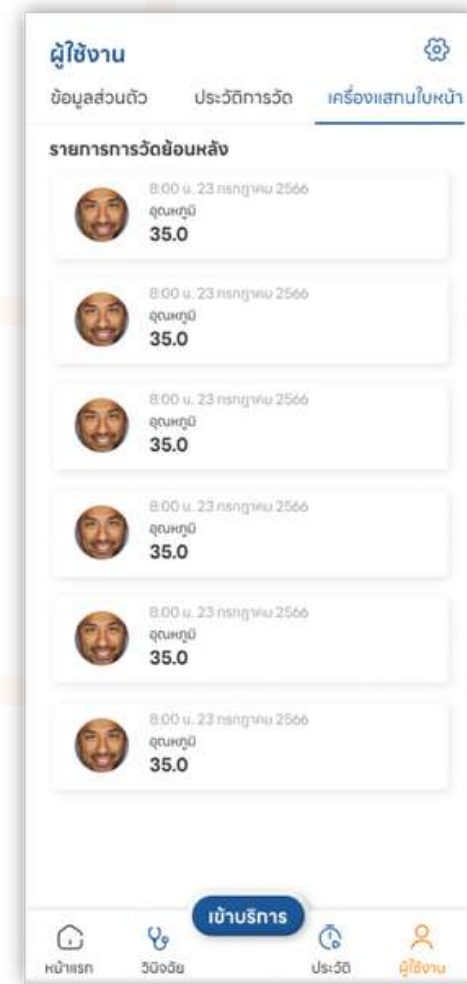 ผู้ใช้งาน
ข้อมูลส่วนตัว ประวัติการวัด เครื่องแสกนใบหน้า
รายการการวัดย้อนหลัง
8:00 น. 23 กรกฎาคม 2566
อุณหภูมิ
35.0
8:00 น. 23 กรกฎาคม 2566
อุณหภูมิ
35.0
8:00 น. 23 กรกฎาคม 2566
อุณหภูมิ
35.0
8:00 น. 23 กรกฎาคม 2566
อุณหภูมิ
35.0
8:00 น. 23 กรกฎาคม 2566
อุณหภูมิ
35.0
8:00 น. 23 กรกฎาคม 2566
อุณหภูมิ
35.0
เข้าบริการ
หน้าแรก วินิจฉัย ประวัติ ผู้ใช้งาน